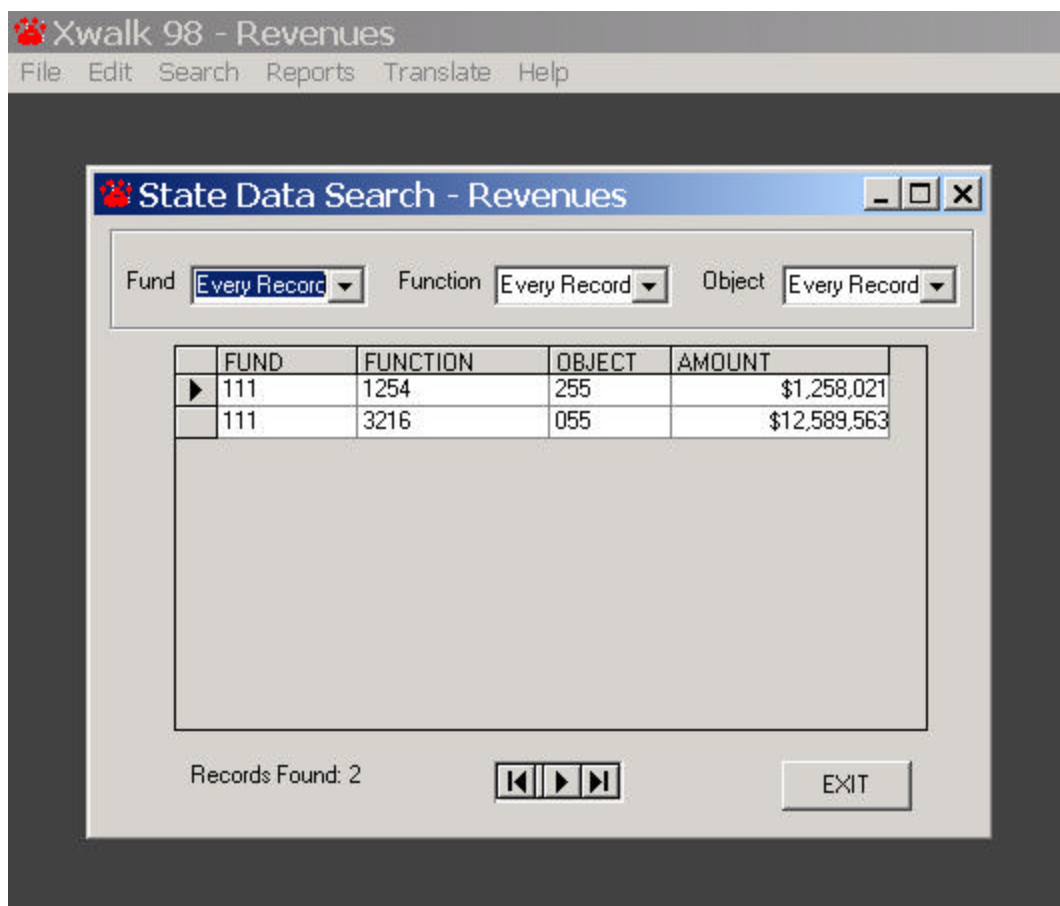 Xwalk 98 - Revenues
File Edit Search Reports Translate Help
State Data Search - Revenues
Fund Every Record Function Every Record Object Every Record
FUND FUNCTION OBJECT AMOUNT
111 1254 255 $1,258,021
111 3216 055 $12,589,563
Records Found: 2 EXIT